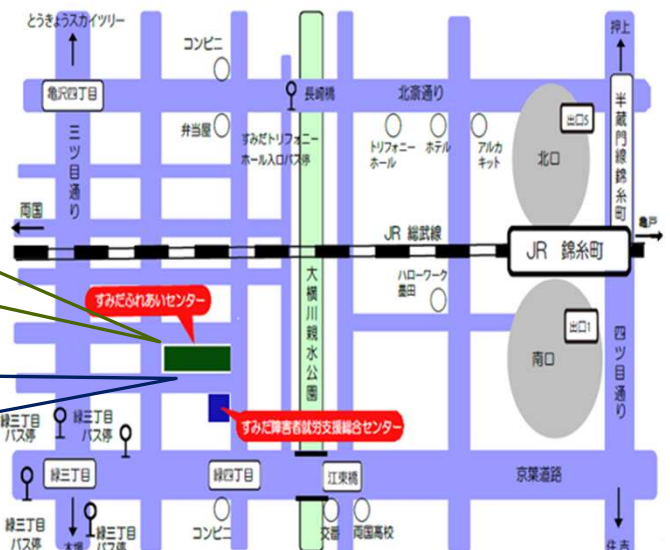 とうきょうスカイツリー
コンビニ
押上
亀沢四丁目
長崎橋
北斎通り
三ツ目通り
弁当屋
すみだトリフォニー
ホール入口バス停
トリフォニー
ホール
ホテル
アルカ
キット
出口5
北口
半蔵門線錦糸町
両国
亀戸
JR 総武線
JR 錦糸町
大横川親水公園
ハローワーク
墨田
すみだふれあいセンター
出口1
南口
四ツ目通り
緑三丁目
バス停
緑三丁目
バス停
すみだ障害者就労支援総合センター
緑三丁目
緑四丁目
江東橋
京葉道路
緑三丁目
バス停
木場
緑三丁目
バス停
コンビニ
交番
両国高校
住吉